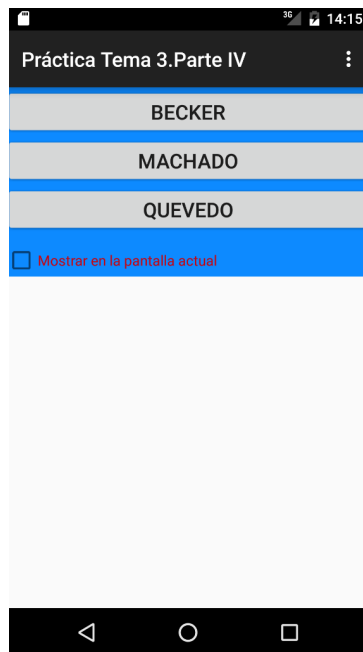 3G 14:15
Práctica Tema 3.Parte IV
BECKER
MACHADO
QUEVEDO
Mostrar en la pantalla actual